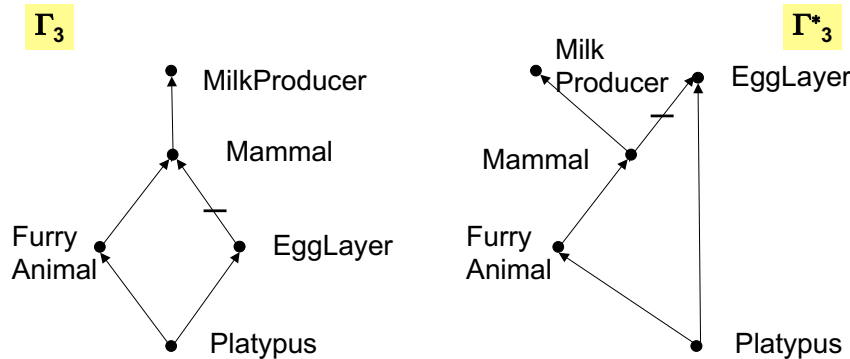 Γ3
MilkProducer
Mammal
Furry
Animal
EggLayer
Platypus
Γ*3
Milk
Producer
EggLayer
Mammal
Furry
Animal
Platypus